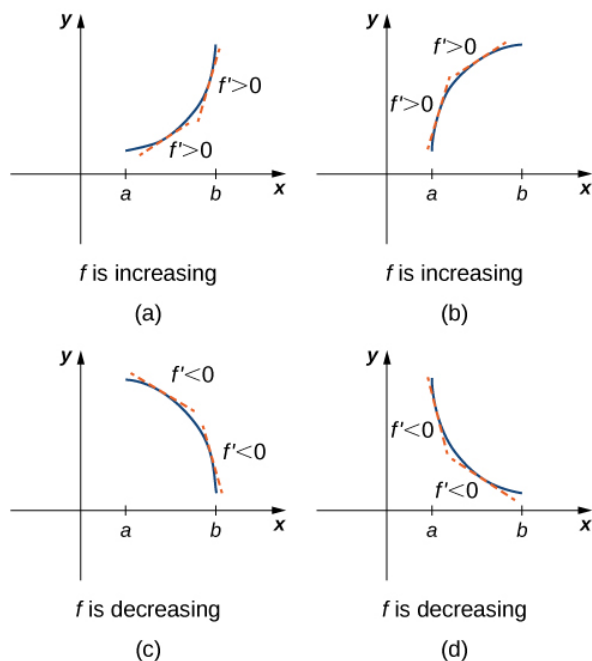 y
f'>0
f'>0
a
b
x
f is increasing
(a)
y
f'>0
f'>0
a
b
x
f is increasing
(b)
y
f'<0
f'<0
a
b
x
f is decreasing
(c)
y
f'<0
f'<0
a
b
x
f is decreasing
(d)